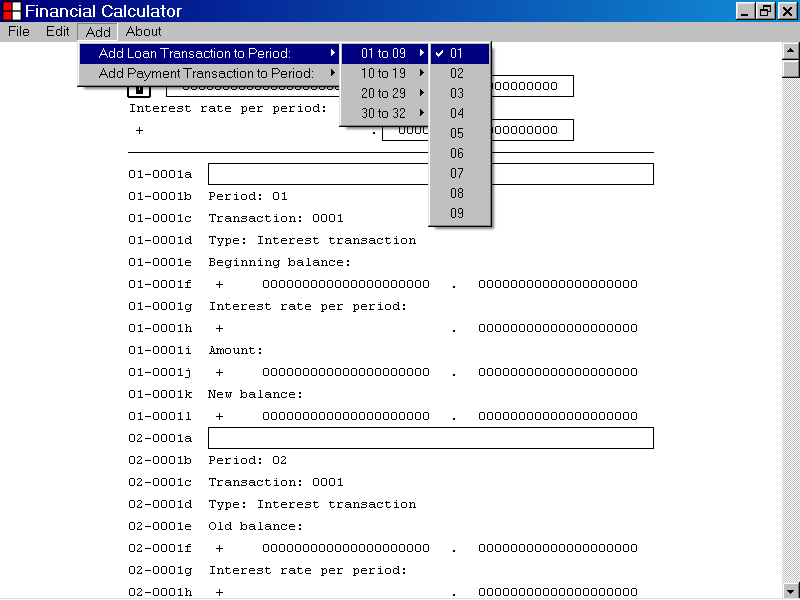 Financial Calculator
File Edit Add About
Add Loan Transaction to Period: 01 to 09 01
Add Payment Transaction to Period: 10 to 19 02
20 to 29 03
30 to 32 04
05
06
07
08
09
Interest rate per period:
+ .
01-0001a
01-0001b Period: 01
01-0001c Transaction: 0001
01-0001d Type: Interest transaction
01-0001e Beginning balance:
01-0001f + 000000000000000000000 . 00000000000000000000
01-0001g Interest rate per period:
01-0001h + . 00000000000000000000
01-0001i Amount:
01-0001j + 000000000000000000000 . 00000000000000000000
01-0001k New balance:
01-0001l + 000000000000000000000 . 00000000000000000000
02-0001a
02-0001b Period: 02
02-0001c Transaction: 0001
02-0001d Type: Interest transaction
02-0001e Old balance:
02-0001f + 000000000000000000000 . 00000000000000000000
02-0001g Interest rate per period:
02-0001h + . 00000000000000000000